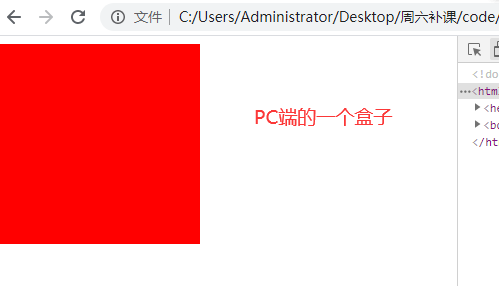 文件 | C:/Users/Administrator/Desktop/周六补课/code/
<!do
···<htm
<he
<bo
</ht
PC端的一个盒子